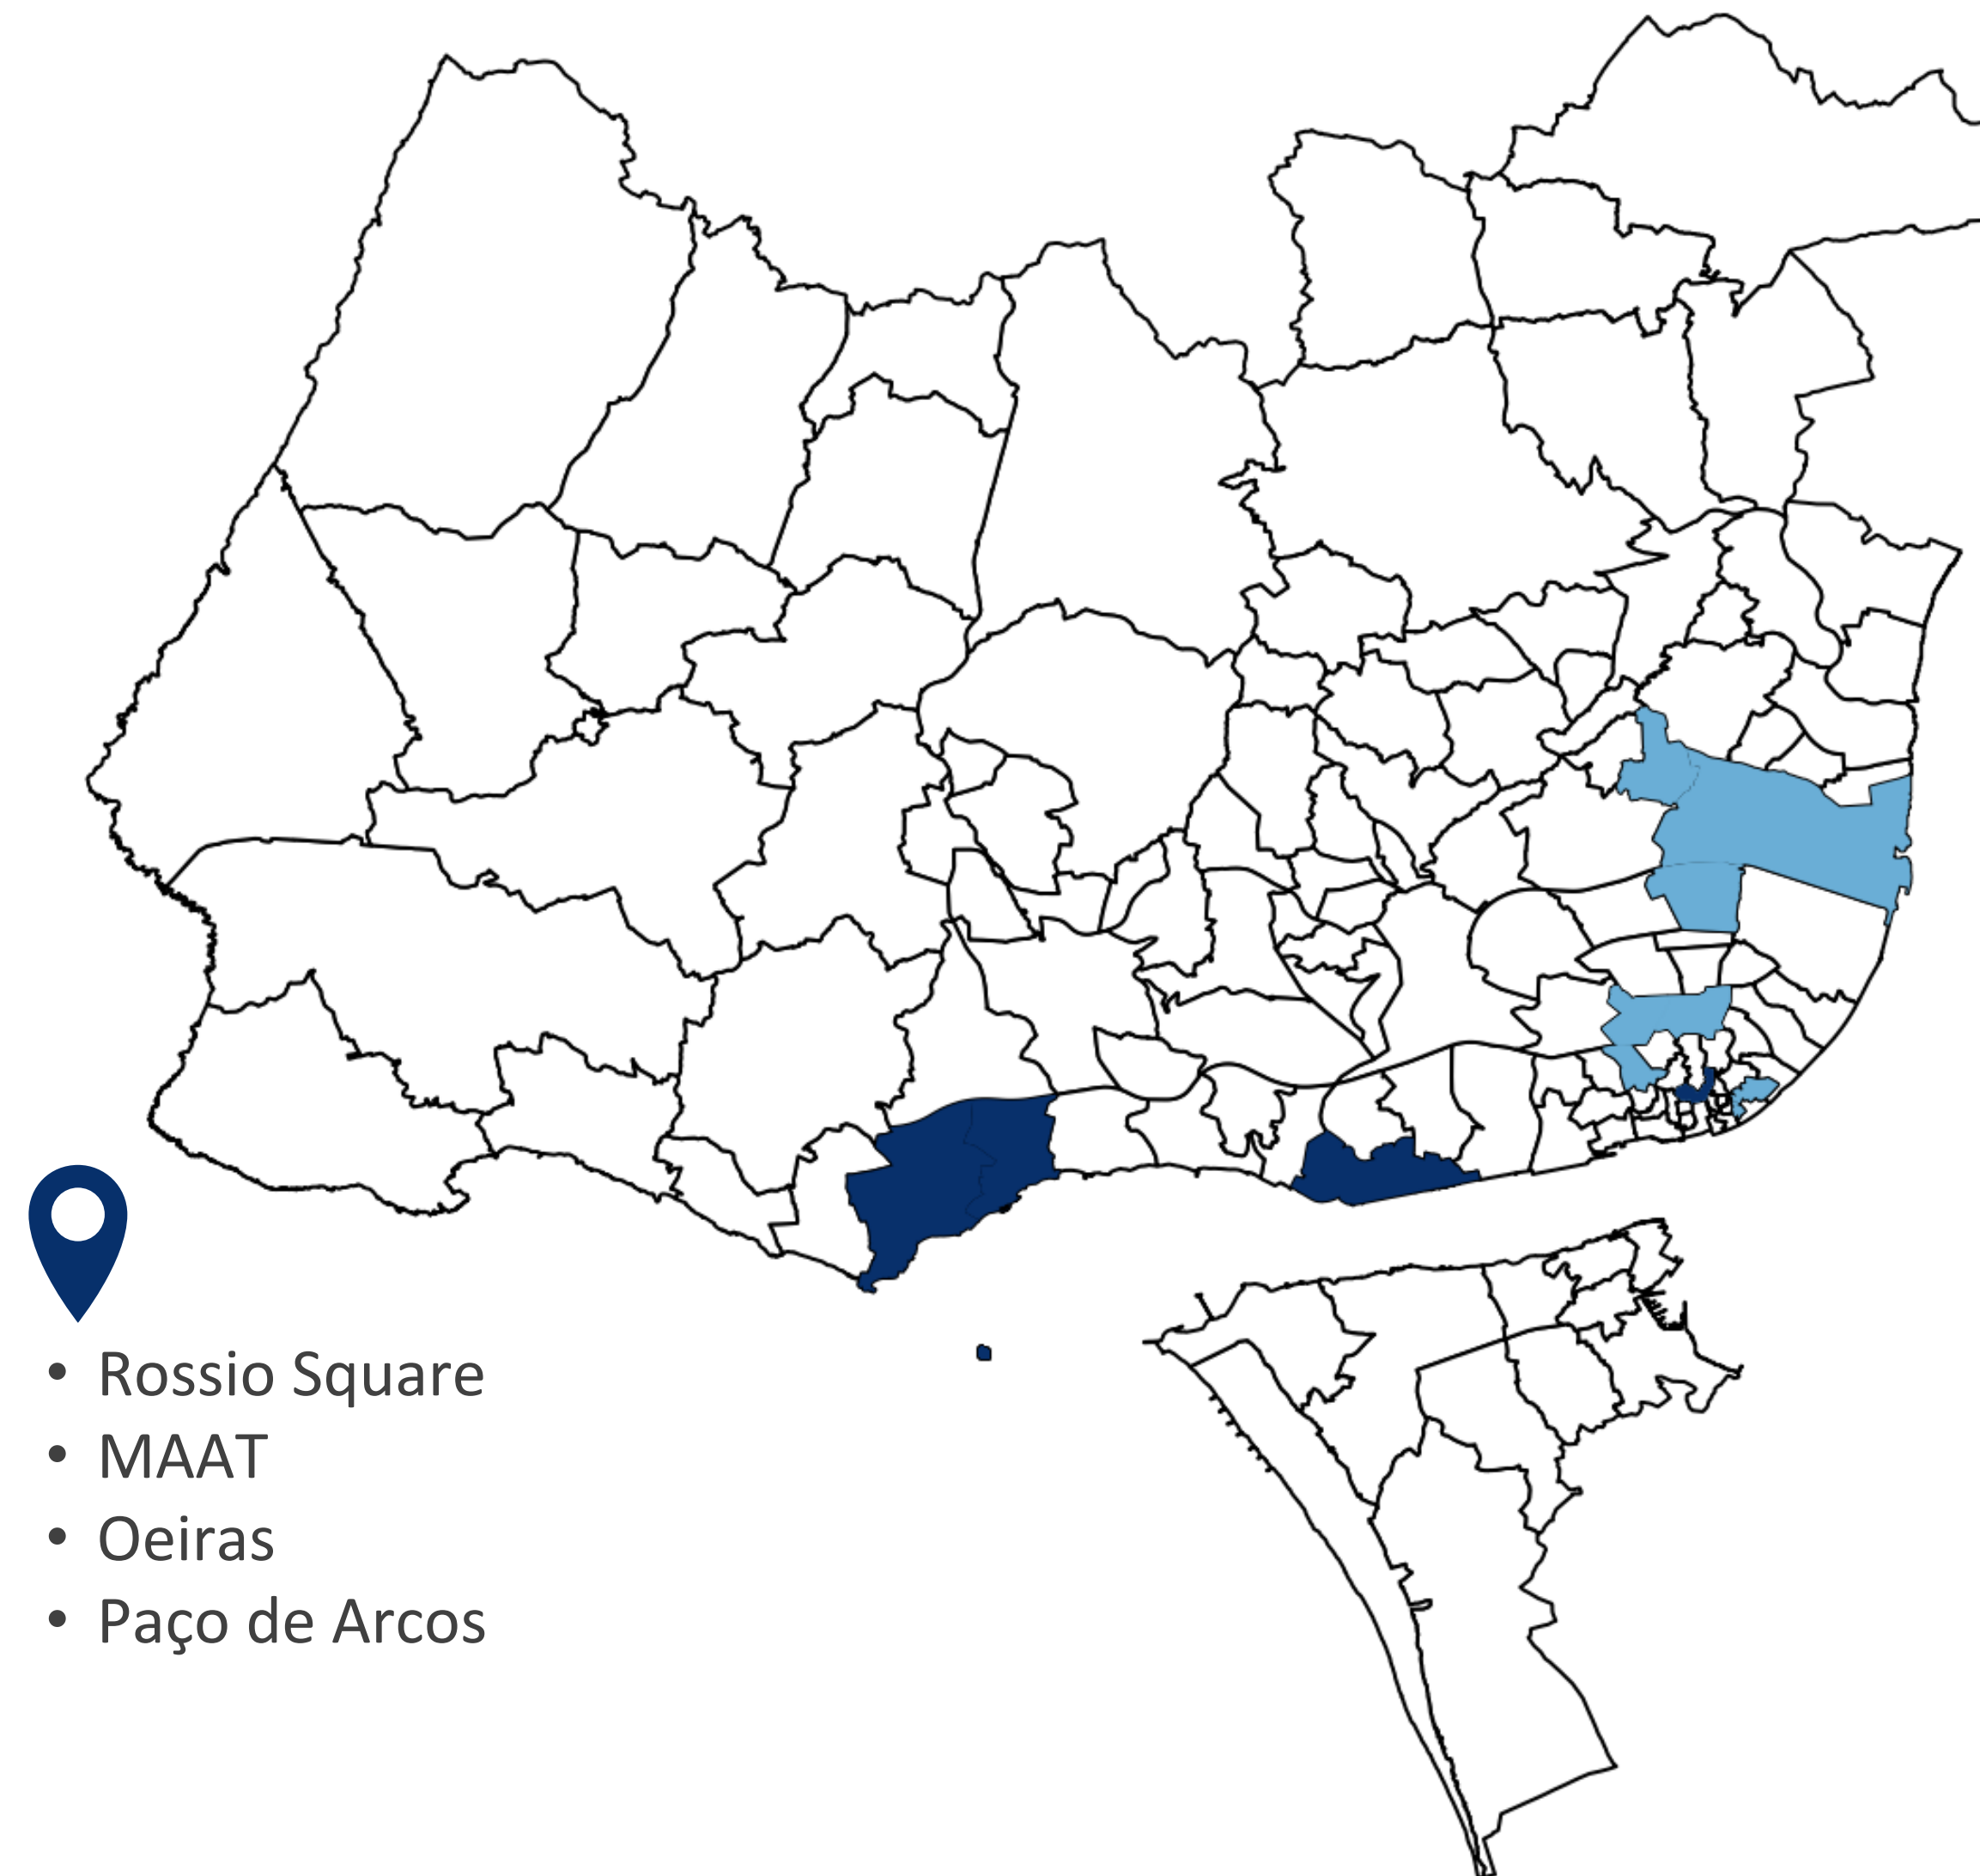 • Rossio Square
• MAAT
• Oeiras
• Paço de Arcos